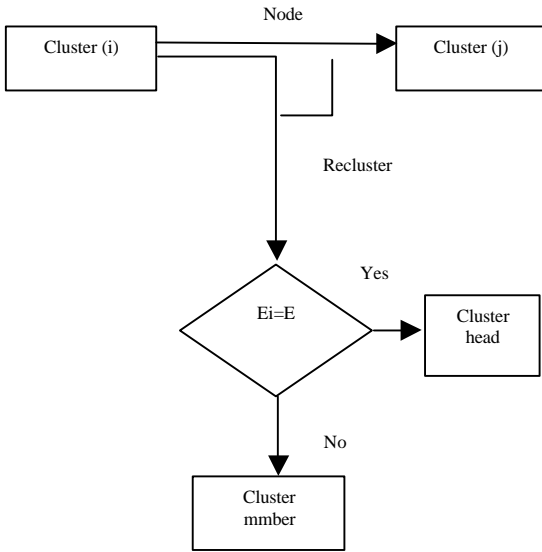 Node
Cluster (i)
Cluster (j)
Recluster
Yes
Ei=E
Cluster
head
No
Cluster
mmber